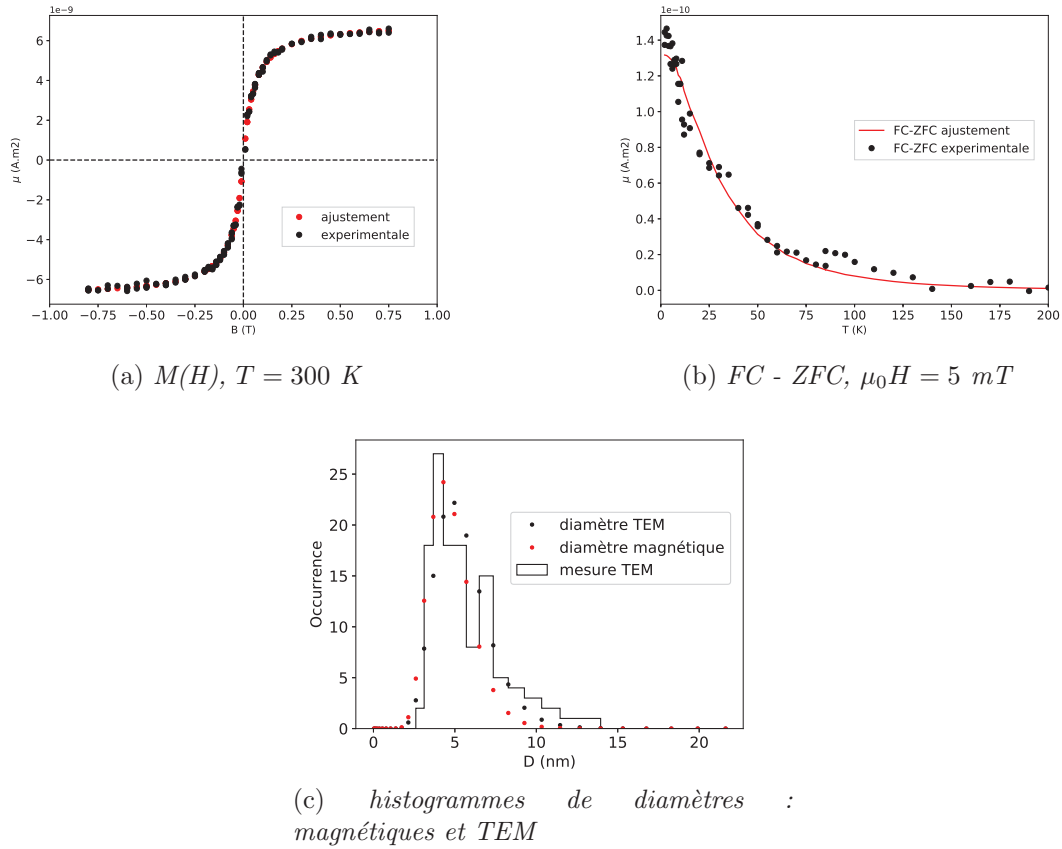 1e−9
6
4
2
0
−2
−4
−6
μ (A.m2)
ajustement
experimentale
−1.00 −0.75 −0.50 −0.25 0.00 0.25 0.50 0.75 1.00
B (T)
(a) M(H), T = 300 K
1e−10
1.4
1.2
1.0
0.8
0.6
0.4
0.2
0.0
μ (A.m2)
FC-ZFC ajustement
FC-ZFC experimentale
0 25 50 75 100 125 150 175 200
T (K)
(b) FC - ZFC, μ0H = 5 mT
25
20
15
10
5
0
Occurrence
diamètre TEM
diamètre magnétique
mesure TEM
0 5 10 15 20
D (nm)
(c) histogrammes de diamètres :
magnétiques et TEM